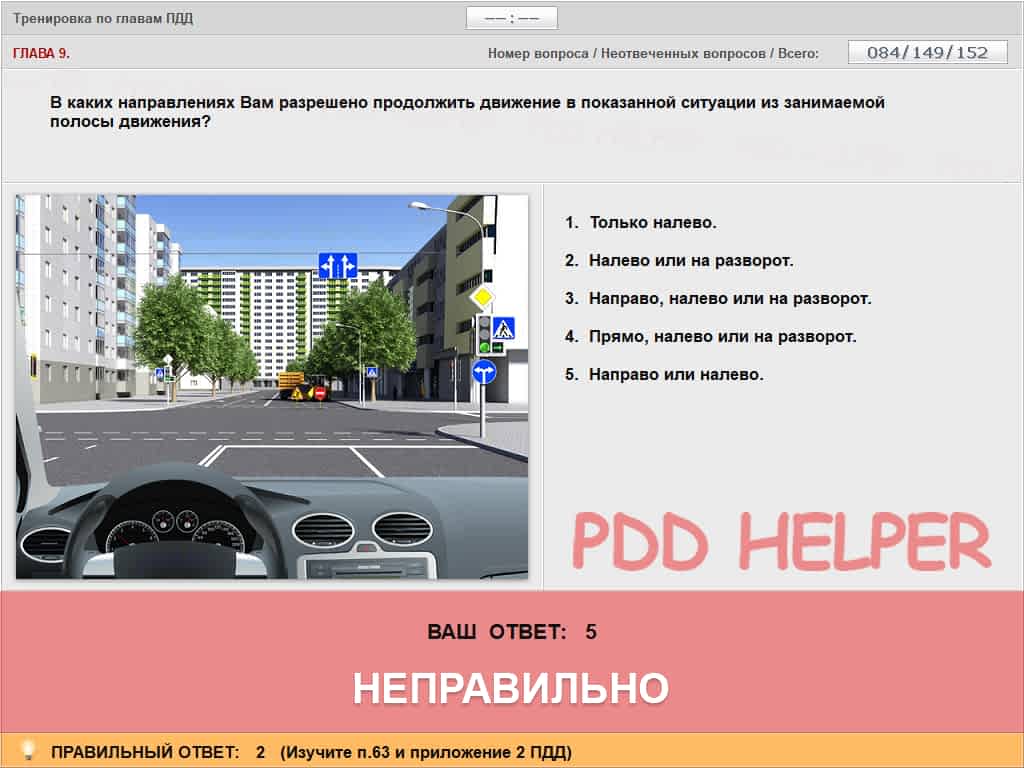 Тренировка по главам ПДД
–– : ––
ГЛАВА 9.
Номер вопроса / Неотвеченных вопросов / Всего:
084/149/152
В каких направлениях Вам разрешено продолжить движение в показанной ситуации из занимаемой
полосы движения?
1. Только налево.
2. Налево или на разворот.
3. Направо, налево или на разворот.
4. Прямо, налево или на разворот.
5. Направо или налево.
PDD HELPER
ВАШ ОТВЕТ: 5
НЕПРАВИЛЬНО
ПРАВИЛЬНЫЙ ОТВЕТ: 2 (Изучите п.63 и приложение 2 ПДД)